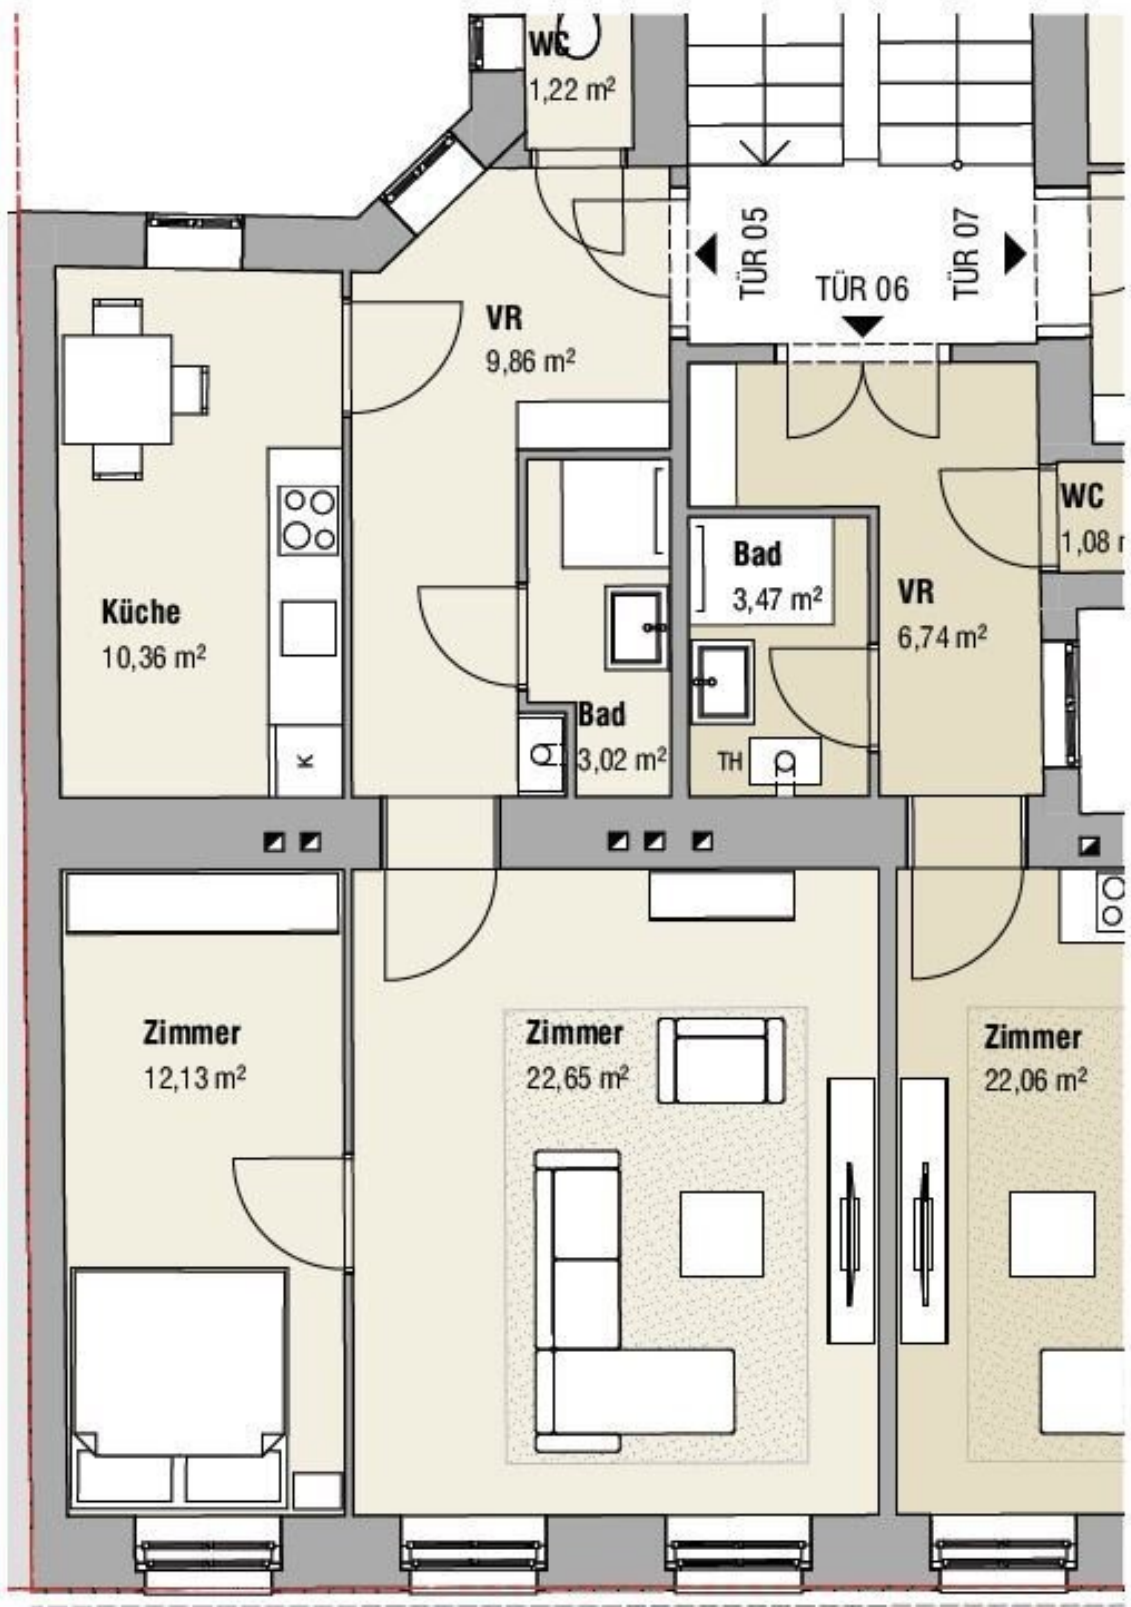 WC
1,22 m²
TÜR 05
TÜR 07
TÜR 06
VR
9,86 m²
WC
1,08
Bad
3,47 m²
VR
6,74 m²
Küche
10,36 m²
Bad
3,02 m²
TH
K
Zimmer
12,13 m²
Zimmer
22,65 m²
Zimmer
22,06 m²